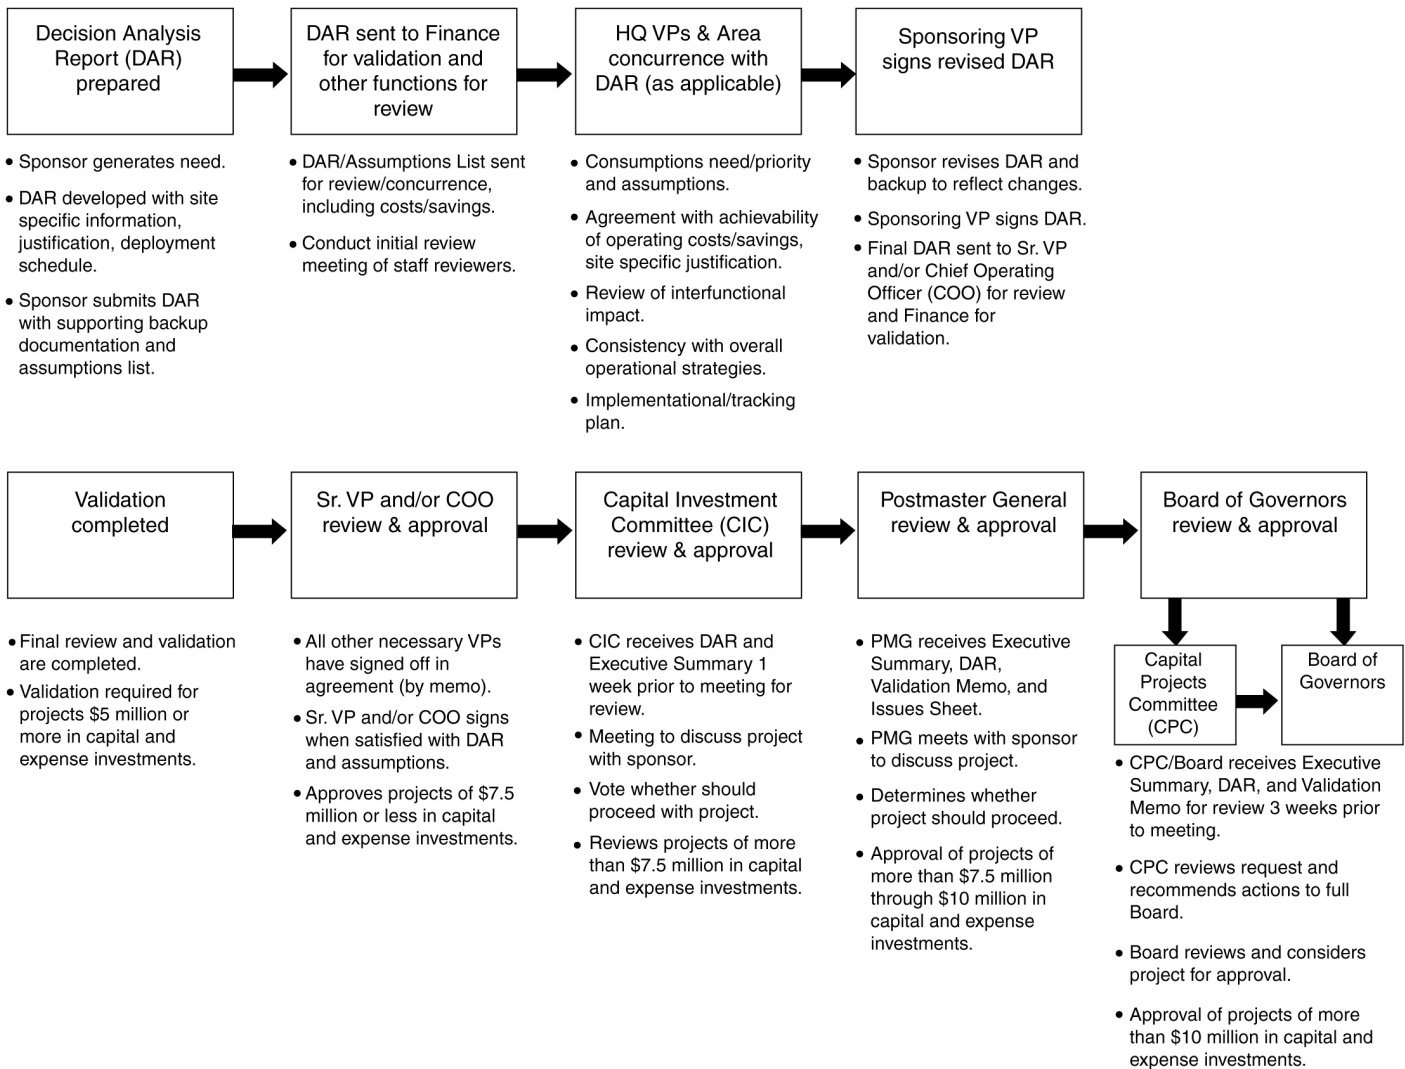 Decision Analysis
Report (DAR)
prepared
DAR sent to Finance
for validation and
other functions for
review
HQ VPs & Area
concurrence with
DAR (as applicable)
Sponsoring VP
signs revised DAR
• Sponsor generates need.
• DAR developed with site
specific information,
justification, deployment
schedule.
• Sponsor submits DAR
with supporting backup
documentation and
assumptions list.
• DAR/Assumptions List sent
for review/concurrence,
including costs/savings.
• Conduct initial review
meeting of staff reviewers.
• Consumptions need/priority
and assumptions.
• Agreement with achievability
of operating costs/savings,
site specific justification.
• Review of interfunctional
impact.
• Consistency with overall
operational strategies.
• Implementational/tracking
plan.
• Sponsor revises DAR and
backup to reflect changes.
• Sponsoring VP signs DAR.
• Final DAR sent to Sr. VP
and/or Chief Operating
Officer (COO) for review
and Finance for
validation.
Validation
completed
Sr. VP and/or COO
review & approval
Capital Investment
Committee (CIC)
review & approval
Postmaster General
review & approval
Board of Governors
review & approval
• Final review and validation
are completed.
• Validation required for
projects $5 million or
more in capital and
expense investments.
• All other necessary VPs
have signed off in
agreement (by memo).
• Sr. VP and/or COO signs
when satisfied with DAR
and assumptions.
• Approves projects of $7.5
million or less in capital
and expense investments.
• CIC receives DAR and
Executive Summary 1
week prior to meeting for
review.
• Meeting to discuss project
with sponsor.
• Vote whether should
proceed with project.
• Reviews projects of more
than $7.5 million in capital
and expense investments.
• PMG receives Executive
Summary, DAR,
Validation Memo, and
Issues Sheet.
• PMG meets with sponsor
to discuss project.
• Determines whether
project should proceed.
• Approval of projects of
more than $7.5 million
through $10 million in
capital and expense
investments.
Capital
Projects
Committee
(CPC)
Board of
Governors
• CPC/Board receives Executive
Summary, DAR, and Validation
Memo for review 3 weeks prior
to meeting.
• CPC reviews request and
recommends actions to full
Board.
• Board reviews and considers
project for approval.
• Approval of projects of more
than $10 million in capital and
expense investments.